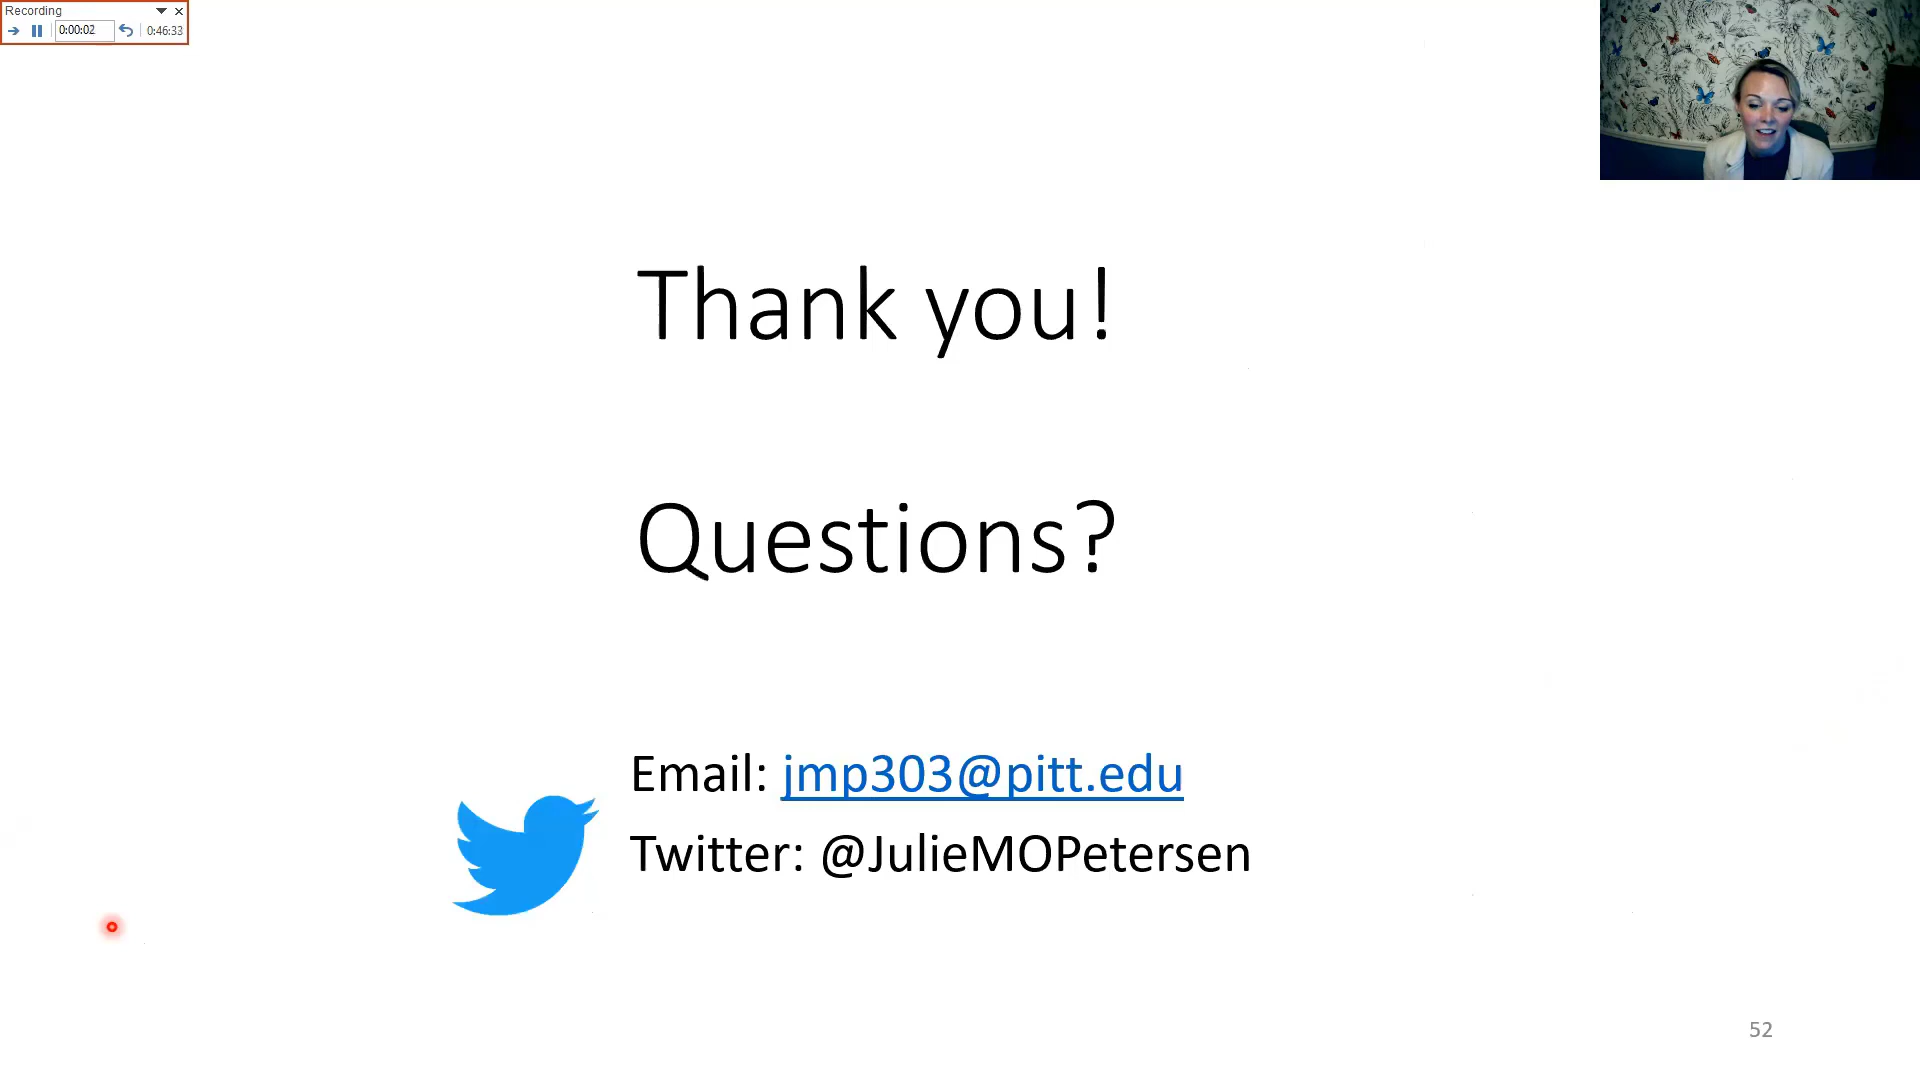 Recording
0:00:02 0:46:33
Thank you!
Questions?
Email: jmp303@pitt.edu
Twitter: @JulieMOPetersen
52